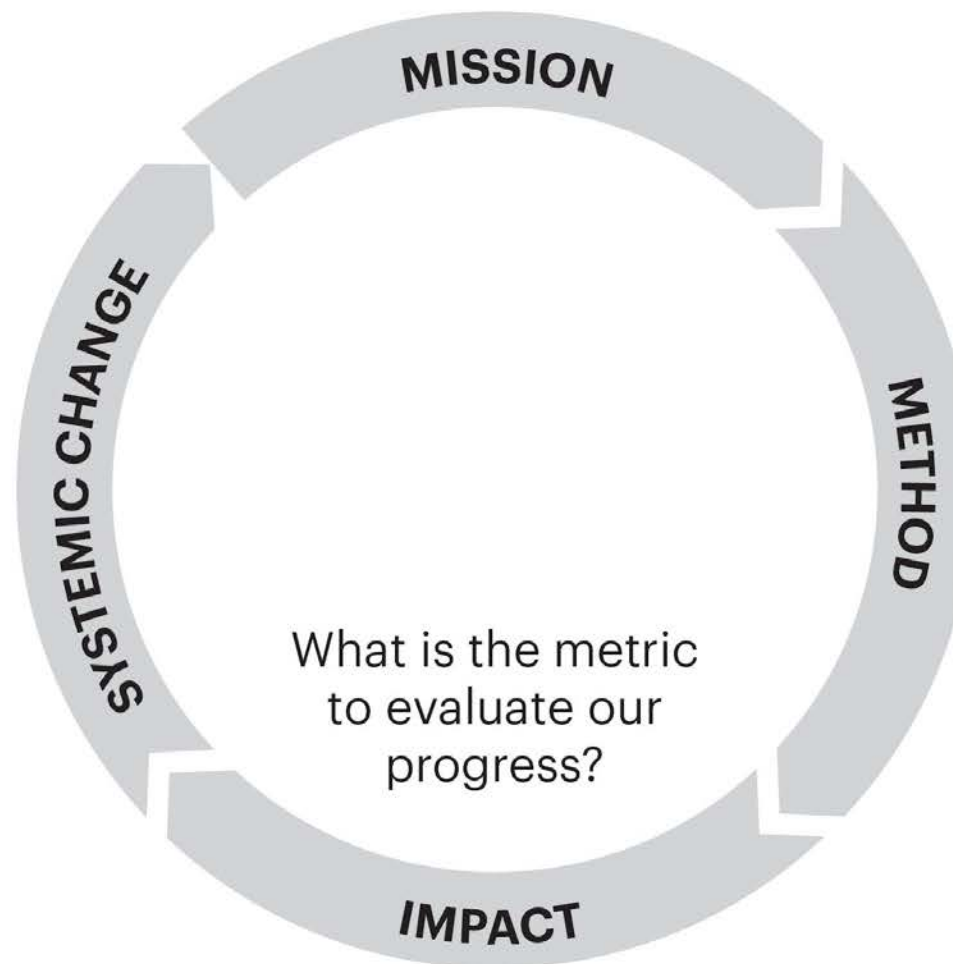 MISSION
METHOD
IMPACT
SYSTEMIC CHANGE
What is the metric
to evaluate our
progress?